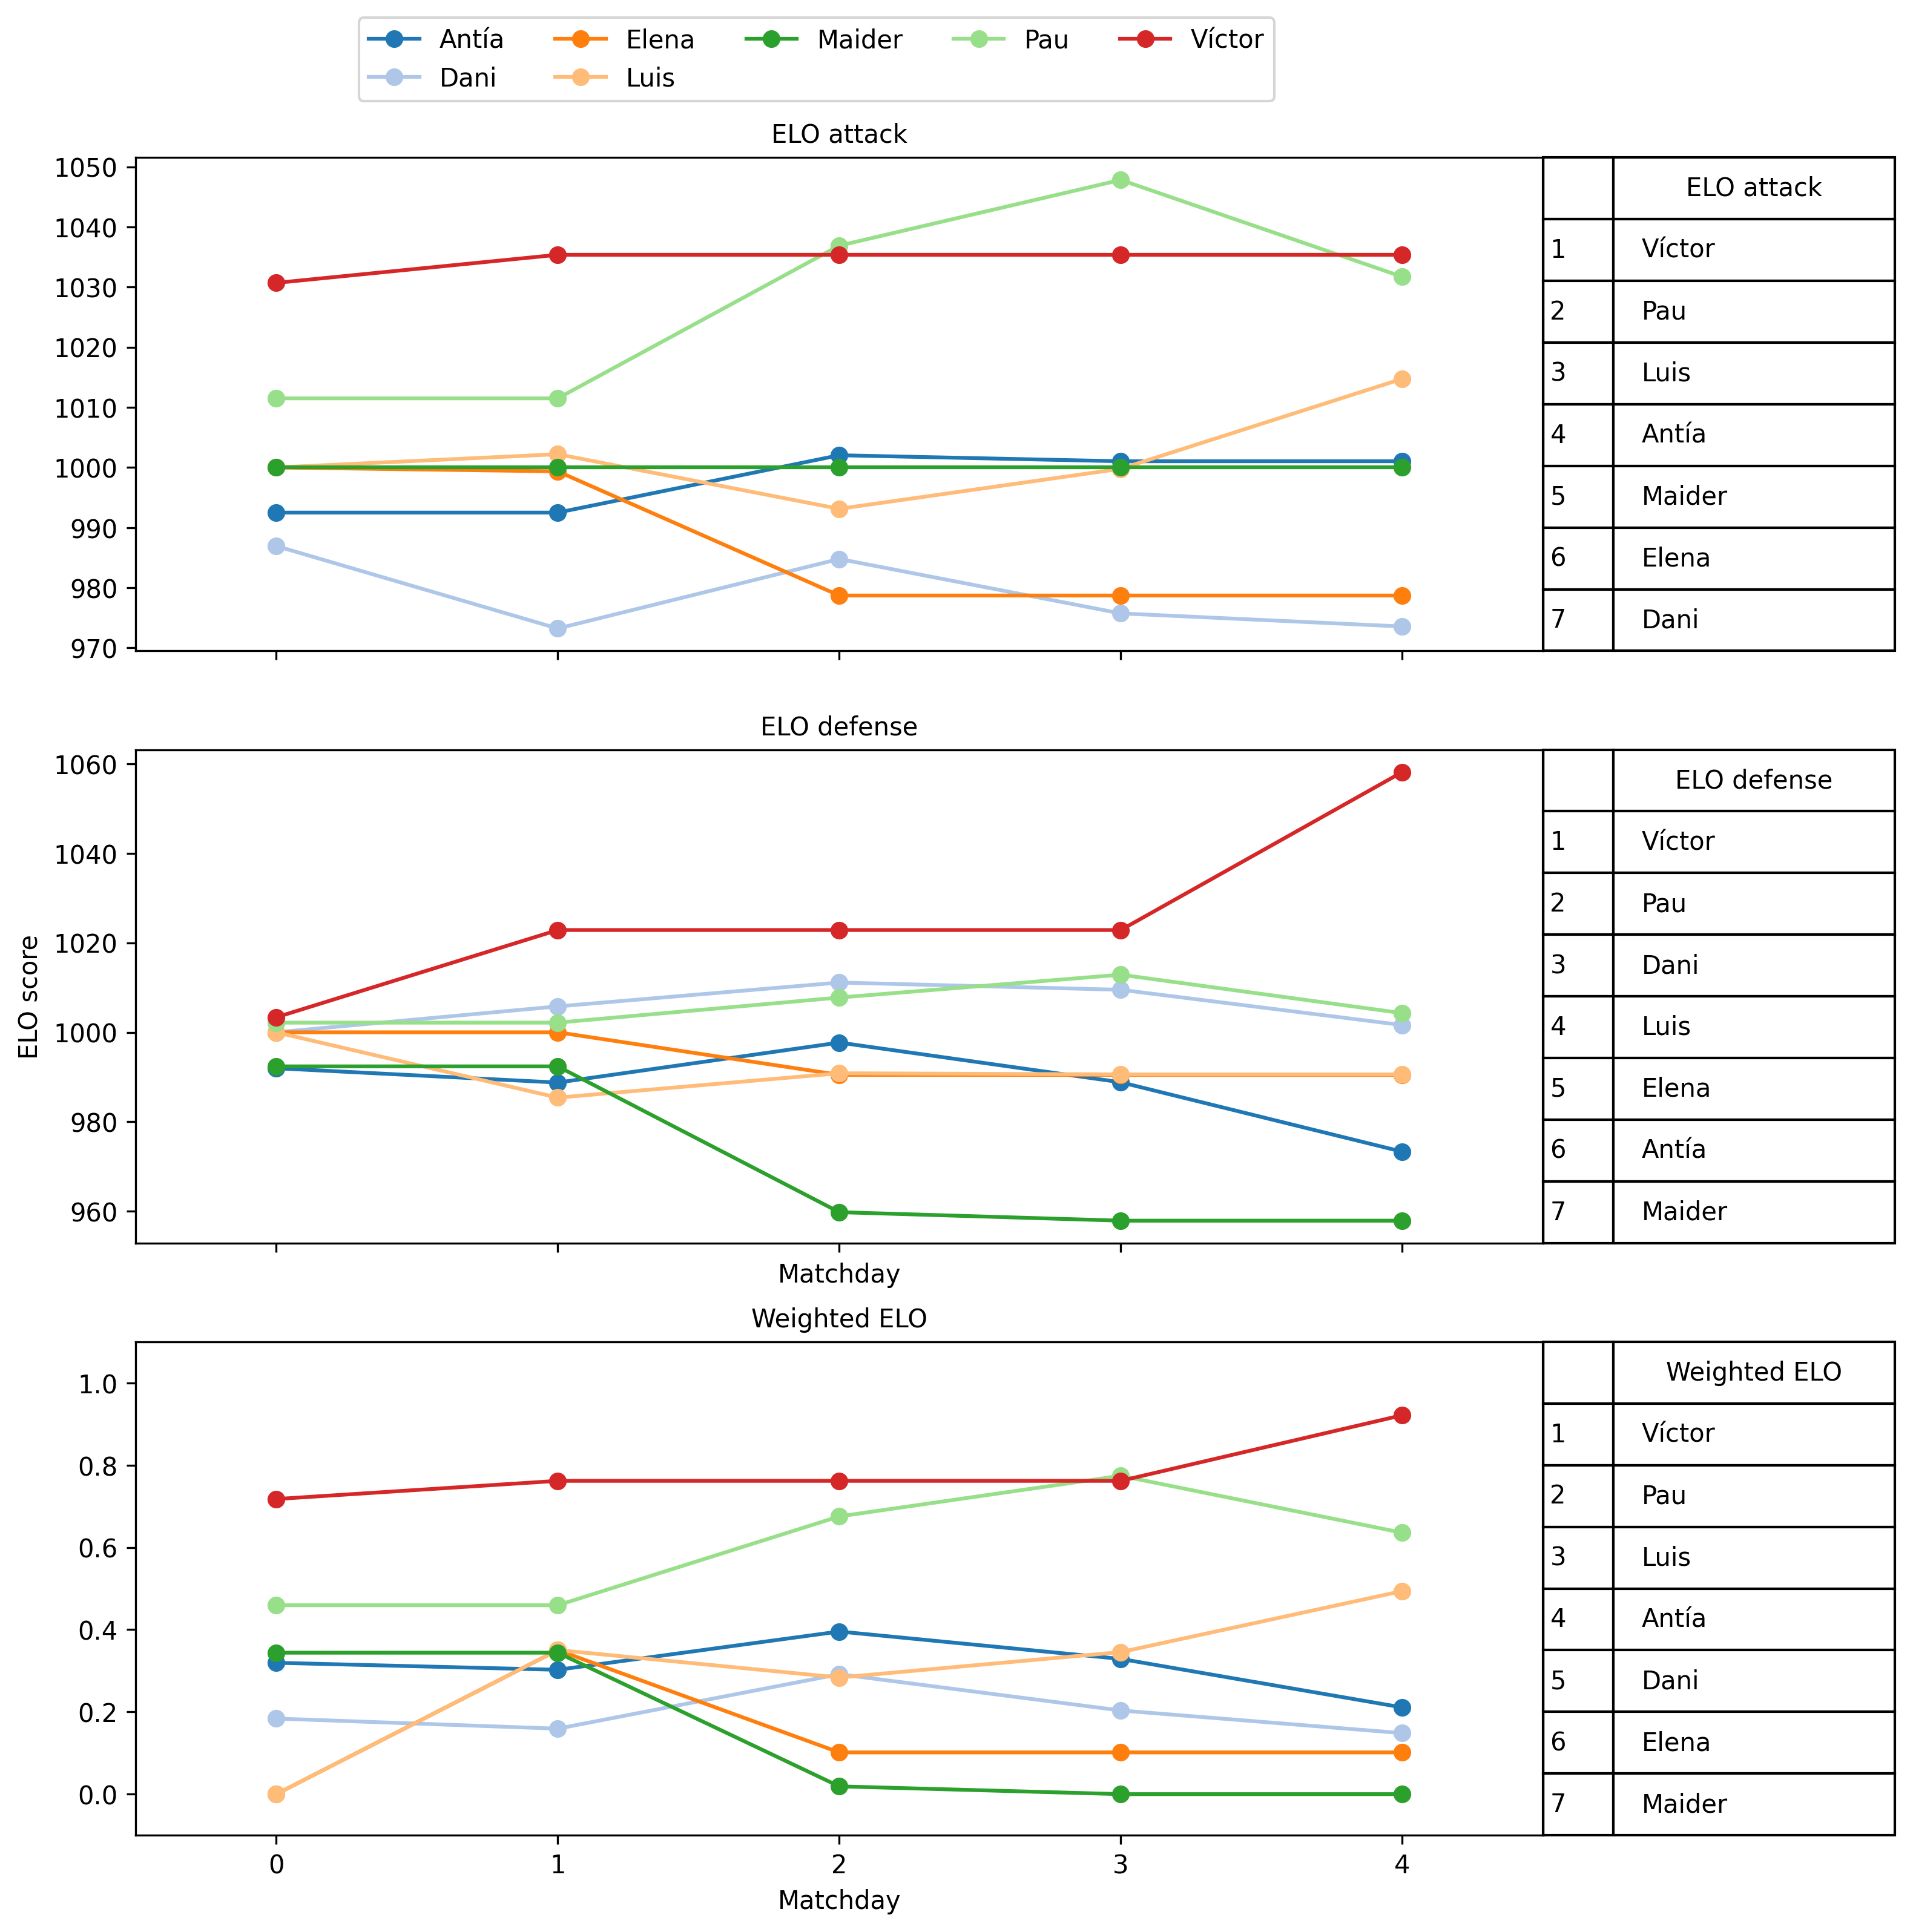 Antía Elena Maider Pau Víctor
Dani Luis
ELO attack
1050
1040
1030
1020
1010
1000
990
980
970
ELO attack
1 Víctor
2 Pau
3 Luis
4 Antía
5 Maider
6 Elena
7 Dani
ELO defense
ELO score
1060
1040
1020
1000
980
960
Matchday
ELO defense
1 Víctor
2 Pau
3 Dani
4 Luis
5 Elena
6 Antía
7 Maider
Weighted ELO
1.0
0.8
0.6
0.4
0.2
0.0
0 1 2 3 4
Matchday
Weighted ELO
1 Víctor
2 Pau
3 Luis
4 Antía
5 Dani
6 Elena
7 Maider